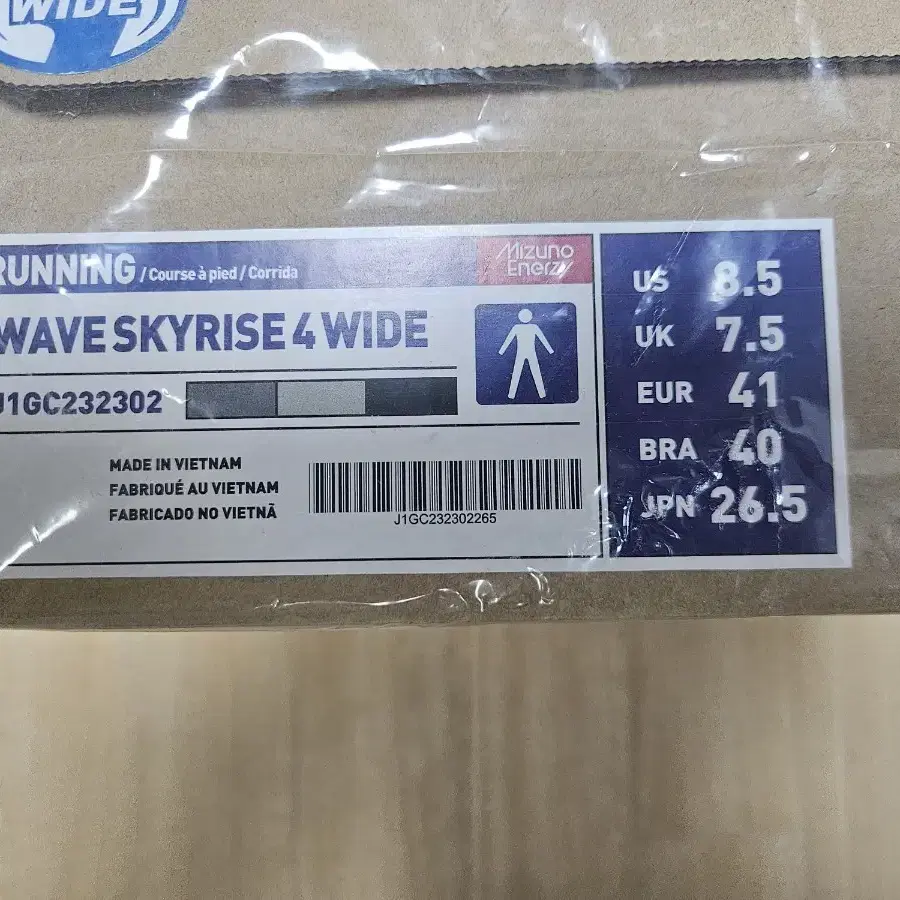 WIDE
RUNNING / Course à pied / Corrida
Mizuno
Enerzy
WAVE SKYRISE 4 WIDE
J1GC232302
MADE IN VIETNAM
FABRIQUÉ AU VIETNAM
FABRICADO NO VIETNÃ
J1GC232302265
US 8.5
UK 7.5
EUR 41
BRA 40
JPN 26.5